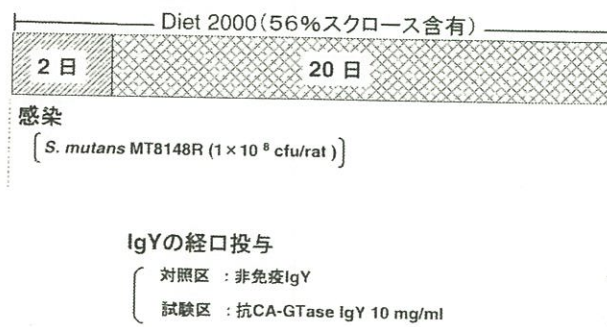 Diet 2000(56%スクロース含有)
2 日 20 日
感染
S. mutans MT8148R (1×10 8 cfu/rat )
IgYの経口投与
対照区 :非免疫IgY
試験区 :抗CA-GTase IgY 10 mg/ml